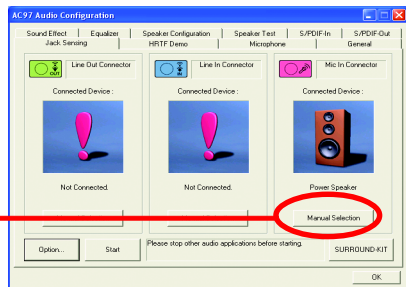 AC97 Audio Configuration
Sound Effect Equalizer Speaker Configuration Speaker Test S/PDIF-In S/PDIF-Out
Jack Sensing HRTF Demo Microphone General
OUT Line Out Connector
IN Line In Connector
Mic In Connector
Connected Device :
Connected Device :
Connected Device :
Not Connected.
Not Connected.
Power Speaker
Manual Selection
Option... Start Please stop other audio applications before starting. SURROUND-KIT
OK